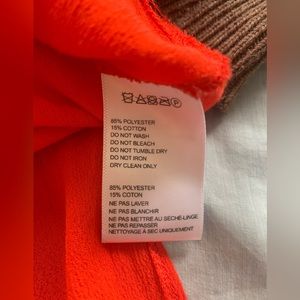 85% POLYESTER
15% COTTON
DO NOT WASH
DO NOT BLEACH
DO NOT TUMBLE DRY
DO NOT IRON
DRY CLEAN ONLY
85% POLYESTER
15% COTON
NE PAS LAVER
NE PAS BLANCHIR
NE PAS METTRE AU SÉCHE-LINGE
NE PAS REPASSER
NETTOYAGE À SEC UNIQUEMENT